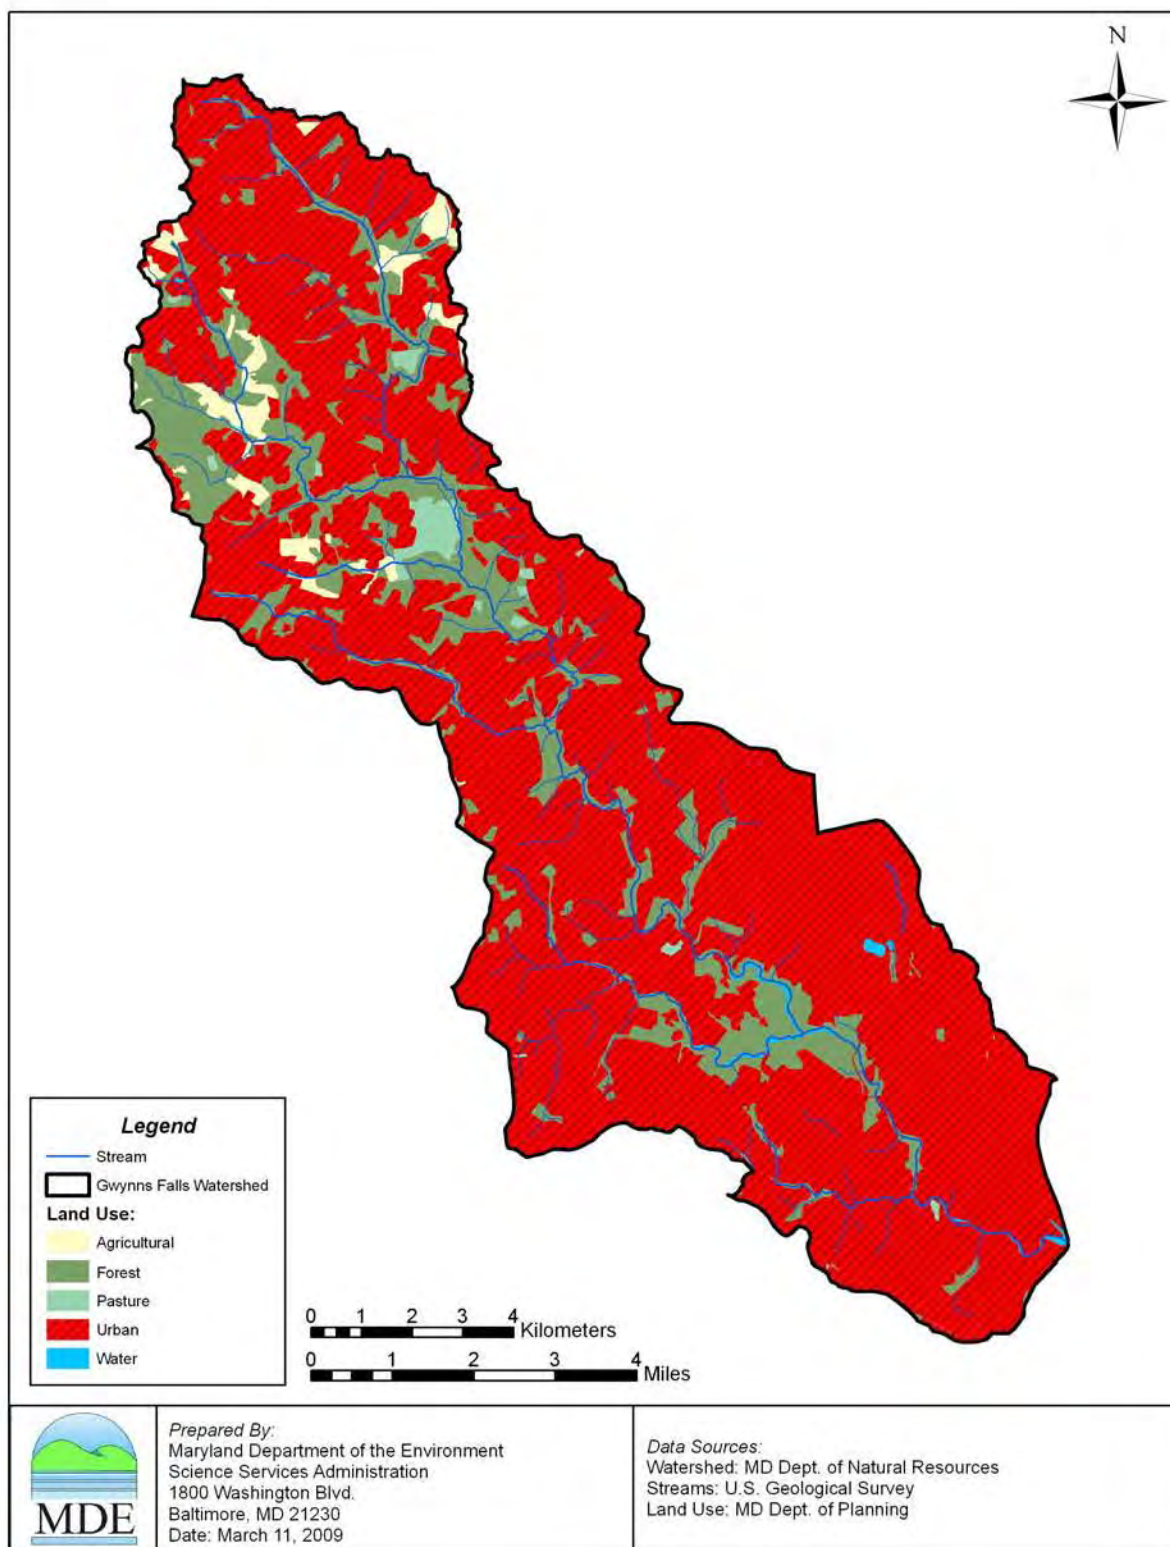 N
Legend
Stream
Gwynns Falls Watershed
Land Use:
Agricultural
Forest
Pasture
Urban
Water
0 1 2 3 4
Kilometers
0 1 2 3 4
Miles
MDE
Prepared By:
Maryland Department of the Environment
Science Services Administration
1800 Washington Blvd.
Baltimore, MD 21230
Date: March 11, 2009
Data Sources:
Watershed: MD Dept. of Natural Resources
Streams: U.S. Geological Survey
Land Use: MD Dept. of Planning